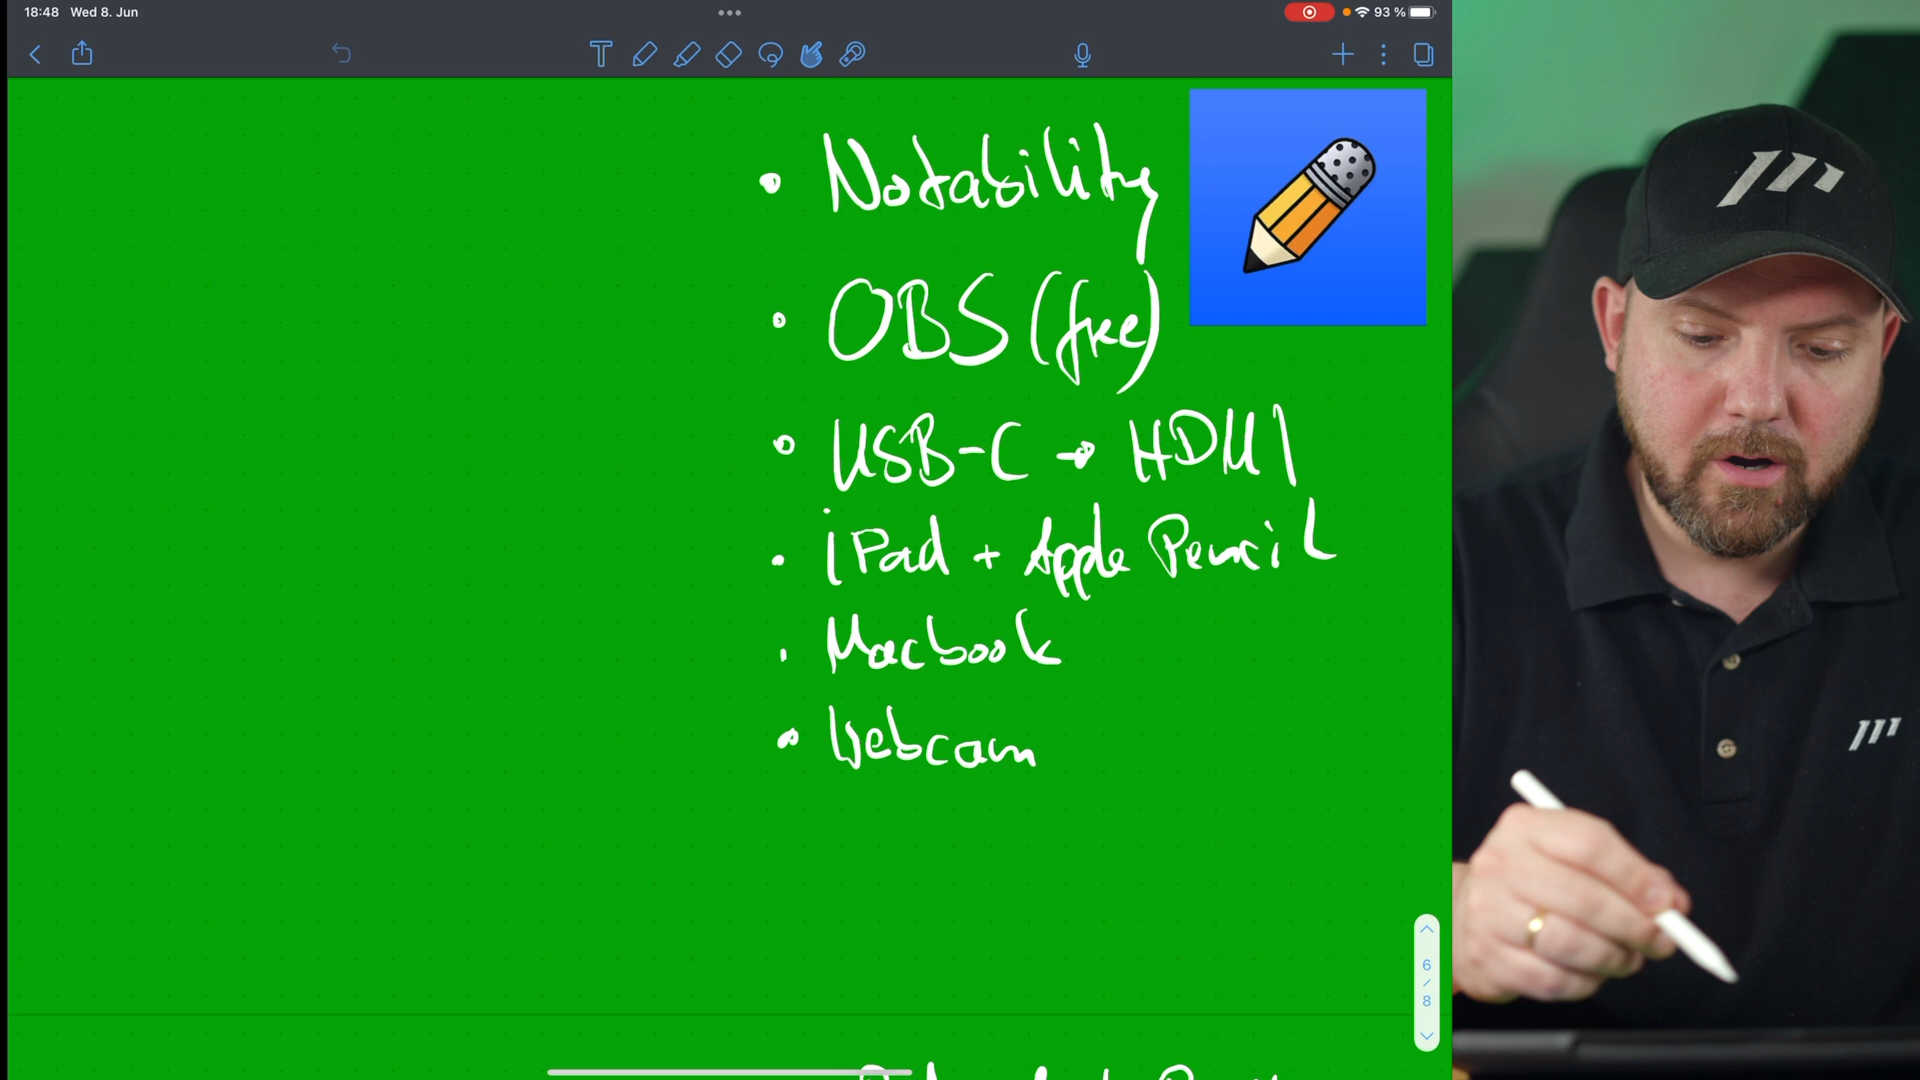 18:48 Wed 8. Jun
93 %
• Notability
• OBS (free)
• USB-C → HDMI
• iPad + Apple Pencil
• Macbook
• Webcam
6
/
8